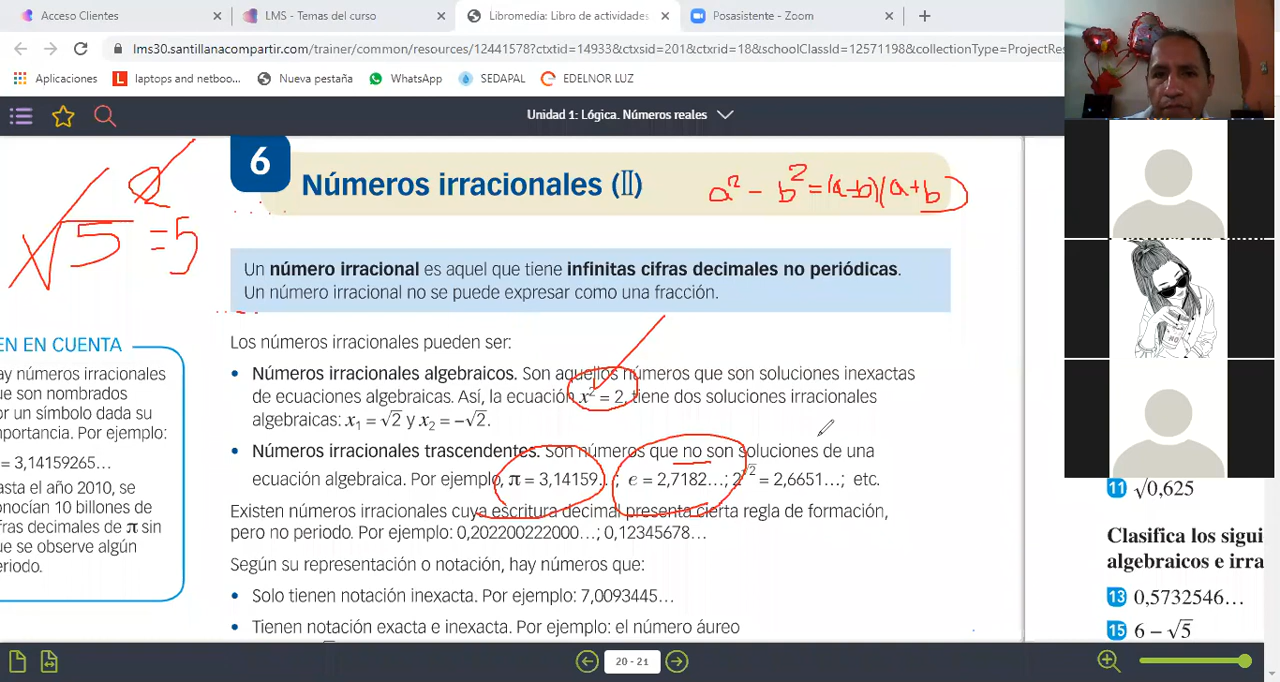 Acceso Clientes
LMS - Temas del curso
Libromedia: Libro de actividades
Posasistente - Zoom
lms30.santillanacompartir.com/trainer/common/resources/12441578?ctxtid=14933&ctxsid=201&ctxrid=18&schoolClassId=12571198&collectionType=ProjectRes
Aplicaciones
laptops and netboo...
Nueva pestaña
WhatsApp
SEDAPAL
EDELNOR LUZ
Unidad 1: Lógica. Números reales
6
Números irracionales (II)
a² - b² = (a-b)(a+b)
√5 ² = 5
Un número irracional es aquel que tiene infinitas cifras decimales no periódicas.
Un número irracional no se puede expresar como una fracción.
EN EN CUENTA
ay números irracionales
ue son nombrados
or un símbolo dada su
mportancia. Por ejemplo:
= 3,14159265...
asta el año 2010, se
onocían 10 billones de
ifras decimales de π sin
ue se observe algún
eriodo.
Los números irracionales pueden ser:
• Números irracionales algebraicos. Son aquellos números que son soluciones inexactas
de ecuaciones algebraicas. Así, la ecuación x² = 2, tiene dos soluciones irracionales
algebraicas: x₁ = √2 y x₂ = -√2.
• Números irracionales trascendentes. Son números que no son soluciones de una
ecuación algebraica. Por ejemplo, π = 3,14159...; e = 2,7182...; 2^√2 = 2,6651...; etc.
Existen números irracionales cuya escritura decimal presenta cierta regla de formación,
pero no periodo. Por ejemplo: 0,202200222000...; 0,12345678...
Según su representación o notación, hay números que:
• Solo tienen notación inexacta. Por ejemplo: 7,0093445...
• Tienen notación exacta e inexacta. Por ejemplo: el número áureo
11 √0,625
Clasifica los sigui
algebraicos e irra
13 0,5732546...
15 6 - √5
20 - 21